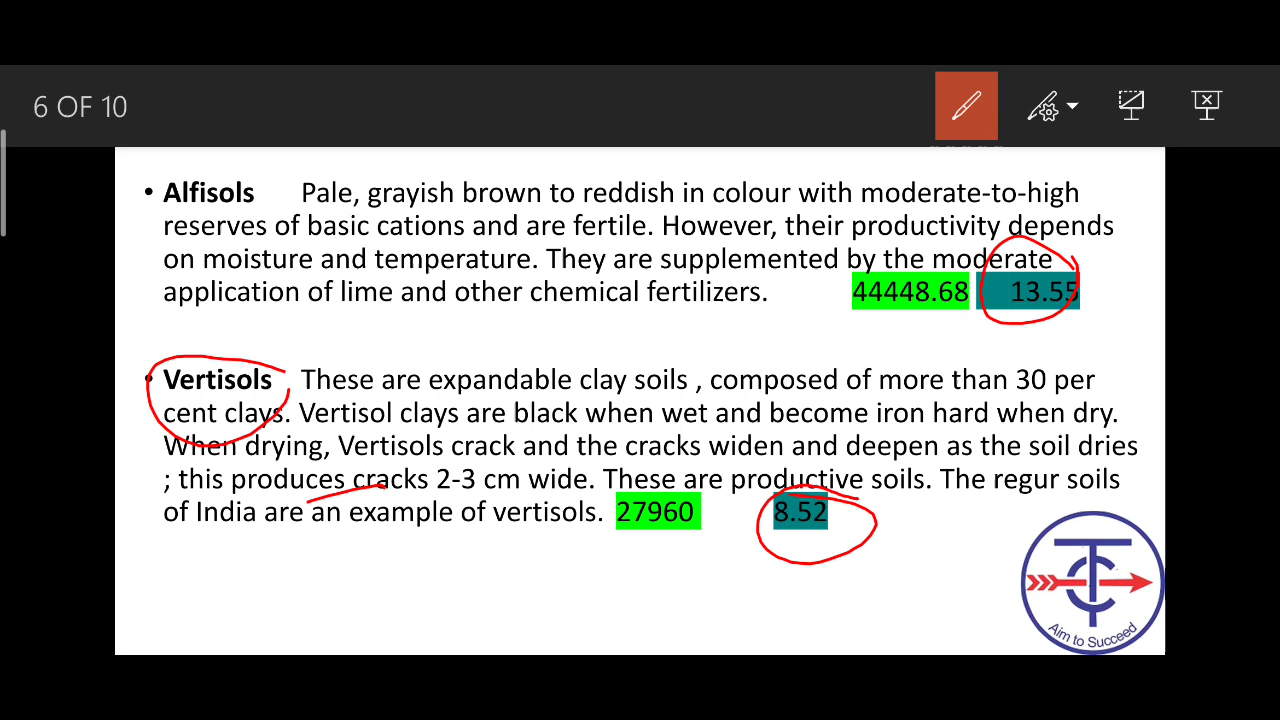 6 OF 10
• Alfisols Pale, grayish brown to reddish in colour with moderate-to-high
reserves of basic cations and are fertile. However, their productivity depends
on moisture and temperature. They are supplemented by the moderate
application of lime and other chemical fertilizers. 44448.68 13.55
• Vertisols These are expandable clay soils , composed of more than 30 per
cent clays. Vertisol clays are black when wet and become iron hard when dry.
When drying, Vertisols crack and the cracks widen and deepen as the soil dries
; this produces cracks 2-3 cm wide. These are productive soils. The regur soils
of India are an example of vertisols. 27960 8.52
TC
Aim to Succeed